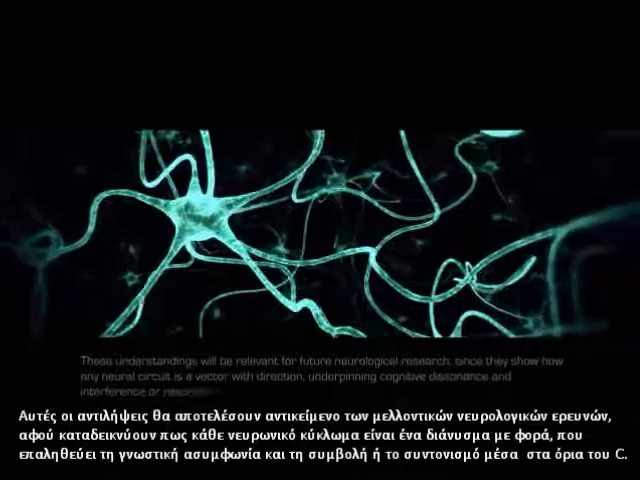 These understandings will be relevant for future neurological research, since they show how
any neural circuit is a vector with direction, underpinning cognitive dissonance and
interference or
Αυτές οι αντιλήψεις θα αποτελέσουν αντικείμενο των μελλοντικών νευρολογικών ερευνών,
αφού καταδεικνύουν πως κάθε νευρωνικό κύκλωμα είναι ένα διάνυσμα με φορά, που
επαληθεύει τη γνωστική ασυμφωνία και τη συμβολή ή το συντονισμό μέσα στα όρια του C.